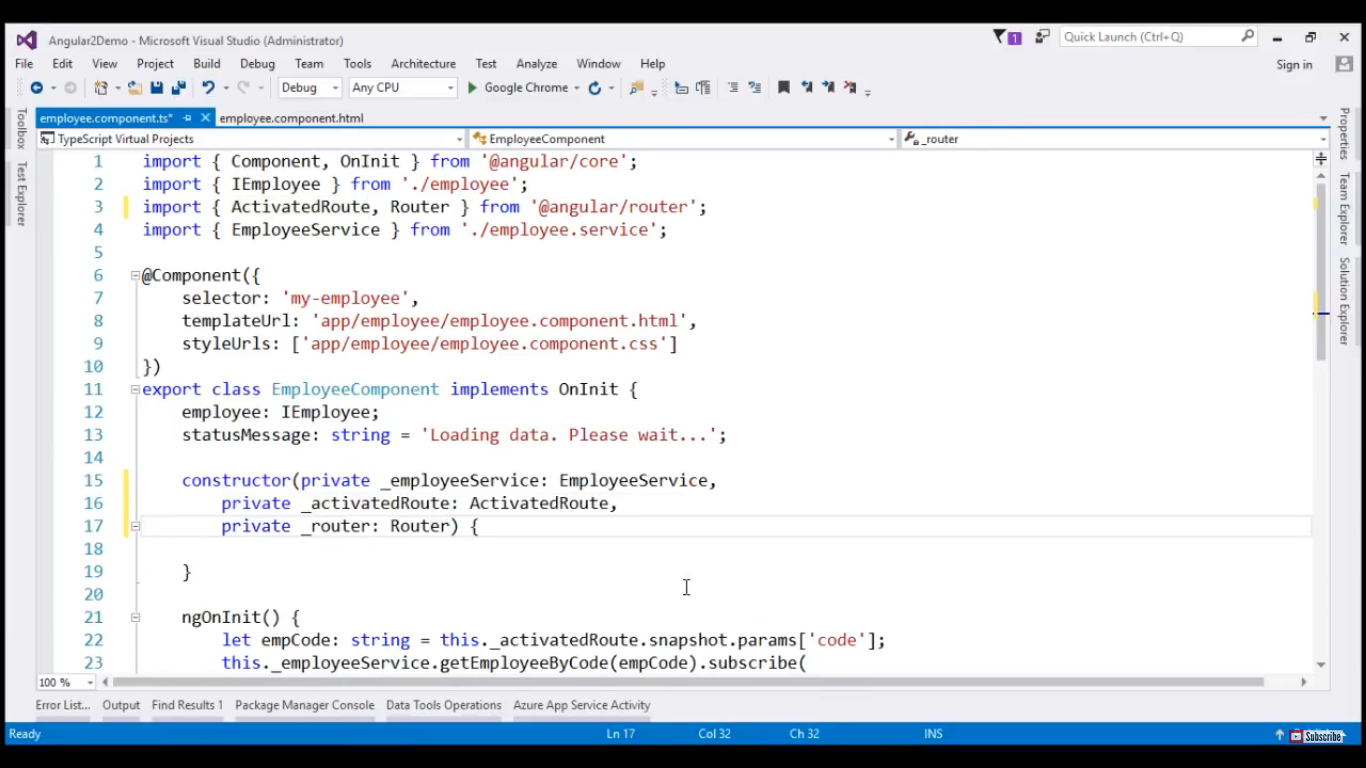 Angular2Demo - Microsoft Visual Studio (Administrator)
1
Quick Launch (Ctrl+Q)
File Edit View Project Build Debug Team Tools Architecture Test Analyze Window Help
Sign in
Debug Any CPU Google Chrome
employee.component.ts* employee.component.html
TypeScript Virtual Projects EmployeeComponent _router
Toolbox
Test Explorer
Properties
Team Explorer
Solution Explorer
1 import { Component, OnInit } from '@angular/core';
2 import { IEmployee } from './employee';
3 import { ActivatedRoute, Router } from '@angular/router';
4 import { EmployeeService } from './employee.service';
5
6 @Component({
7 selector: 'my-employee',
8 templateUrl: 'app/employee/employee.component.html',
9 styleUrls: ['app/employee/employee.component.css']
10 })
11 export class EmployeeComponent implements OnInit {
12 employee: IEmployee;
13 statusMessage: string = 'Loading data. Please wait...';
14
15 constructor(private _employeeService: EmployeeService,
16 private _activatedRoute: ActivatedRoute,
17 private _router: Router) {
18
19 }
20
21 ngOnInit() {
22 let empCode: string = this._activatedRoute.snapshot.params['code'];
23 this._employeeService.getEmployeeByCode(empCode).subscribe(
100 %
Error List... Output Find Results 1 Package Manager Console Data Tools Operations Azure App Service Activity
Ready Ln 17 Col 32 Ch 32 INS
Subscribe